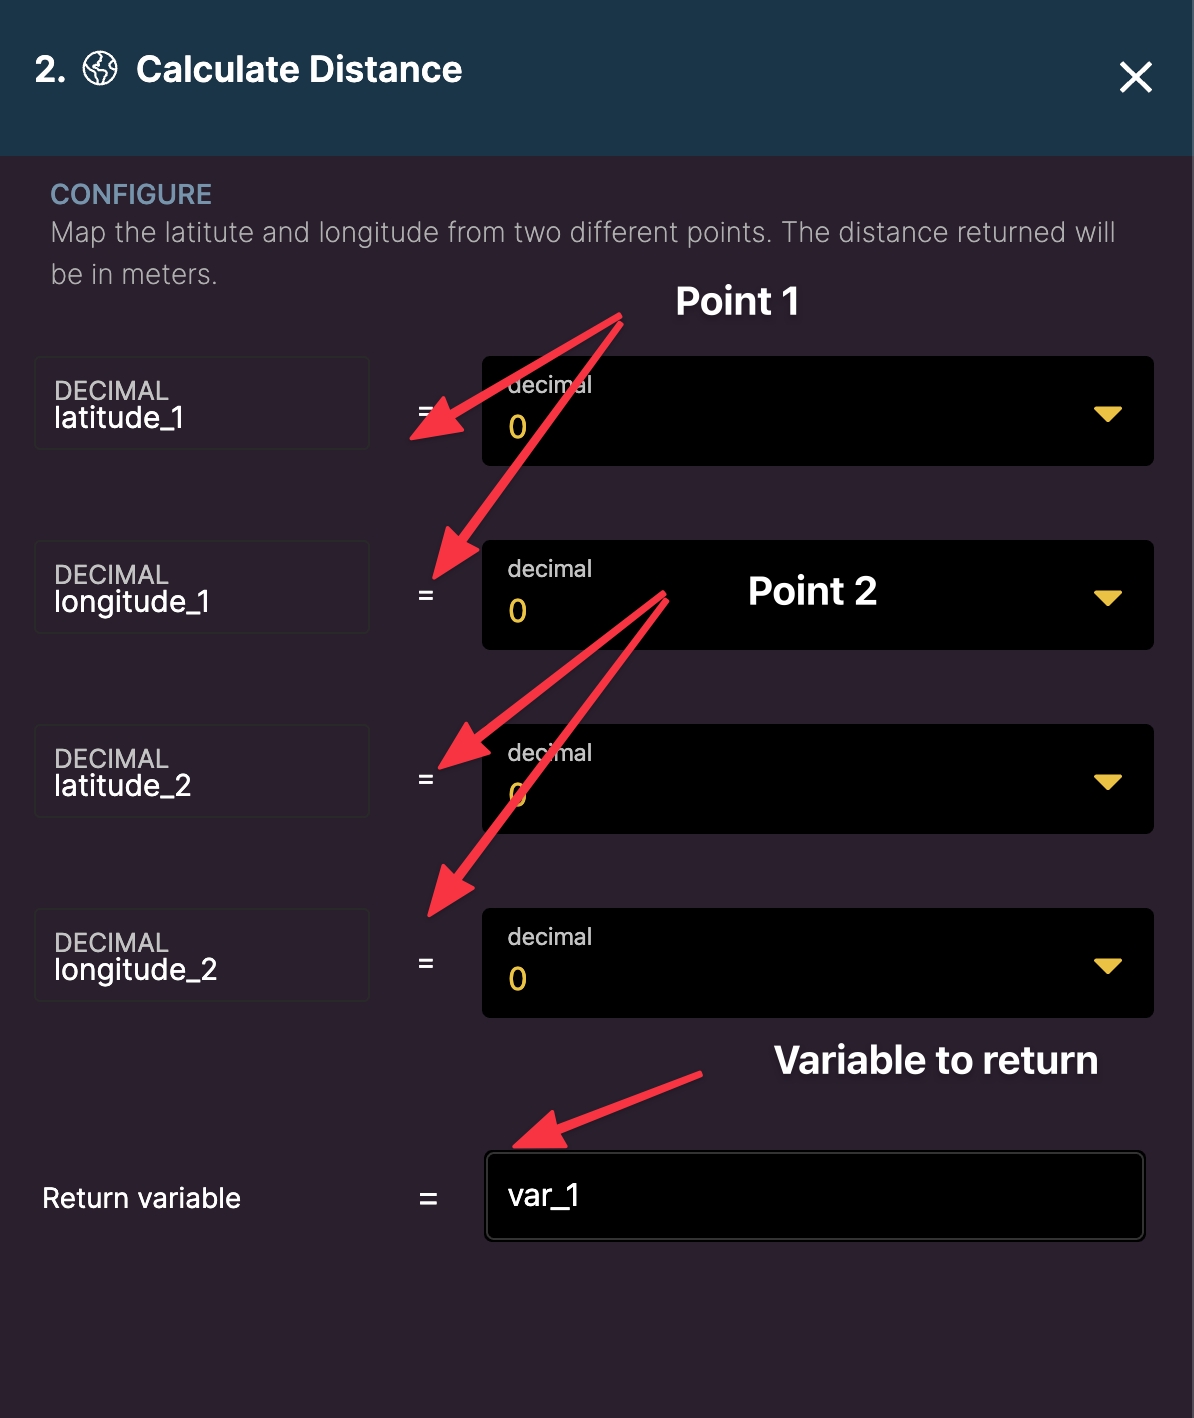 2. Calculate Distance
CONFIGURE
Map the latitute and longitude from two different points. The distance returned will
be in meters.
Point 1
DECIMAL
latitude_1
=
decimal
0
DECIMAL
longitude_1
=
decimal
0
Point 2
DECIMAL
latitude_2
=
decimal
0
DECIMAL
longitude_2
=
decimal
0
Variable to return
Return variable
=
var_1